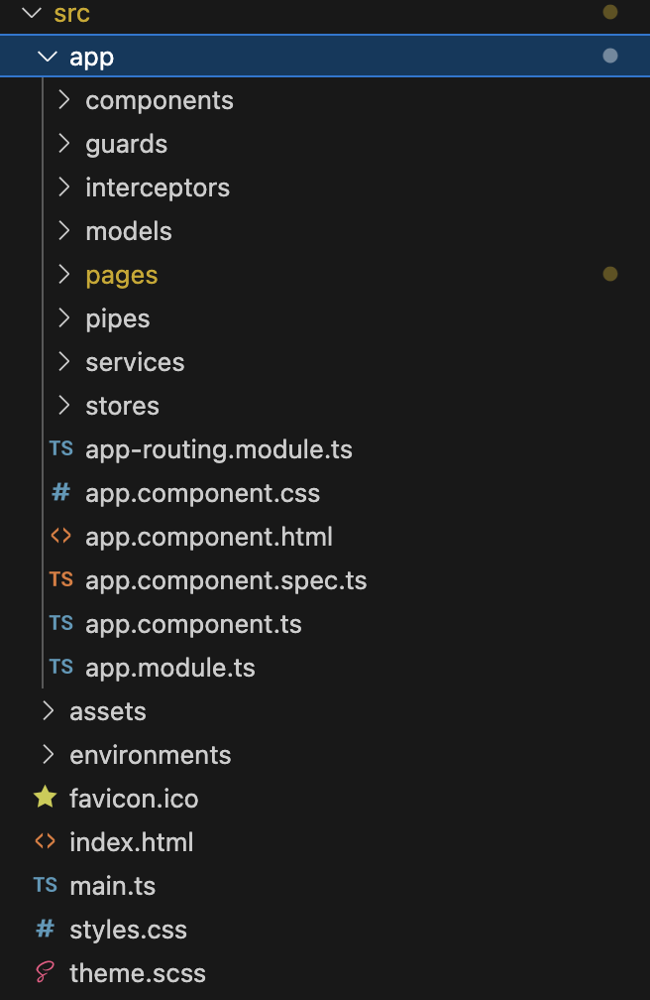 src
app
components
guards
interceptors
models
pages
pipes
services
stores
TS app-routing.module.ts
# app.component.css
<> app.component.html
TS app.component.spec.ts
TS app.component.ts
TS app.module.ts
assets
environments
favicon.ico
<> index.html
TS main.ts
# styles.css
theme.scss